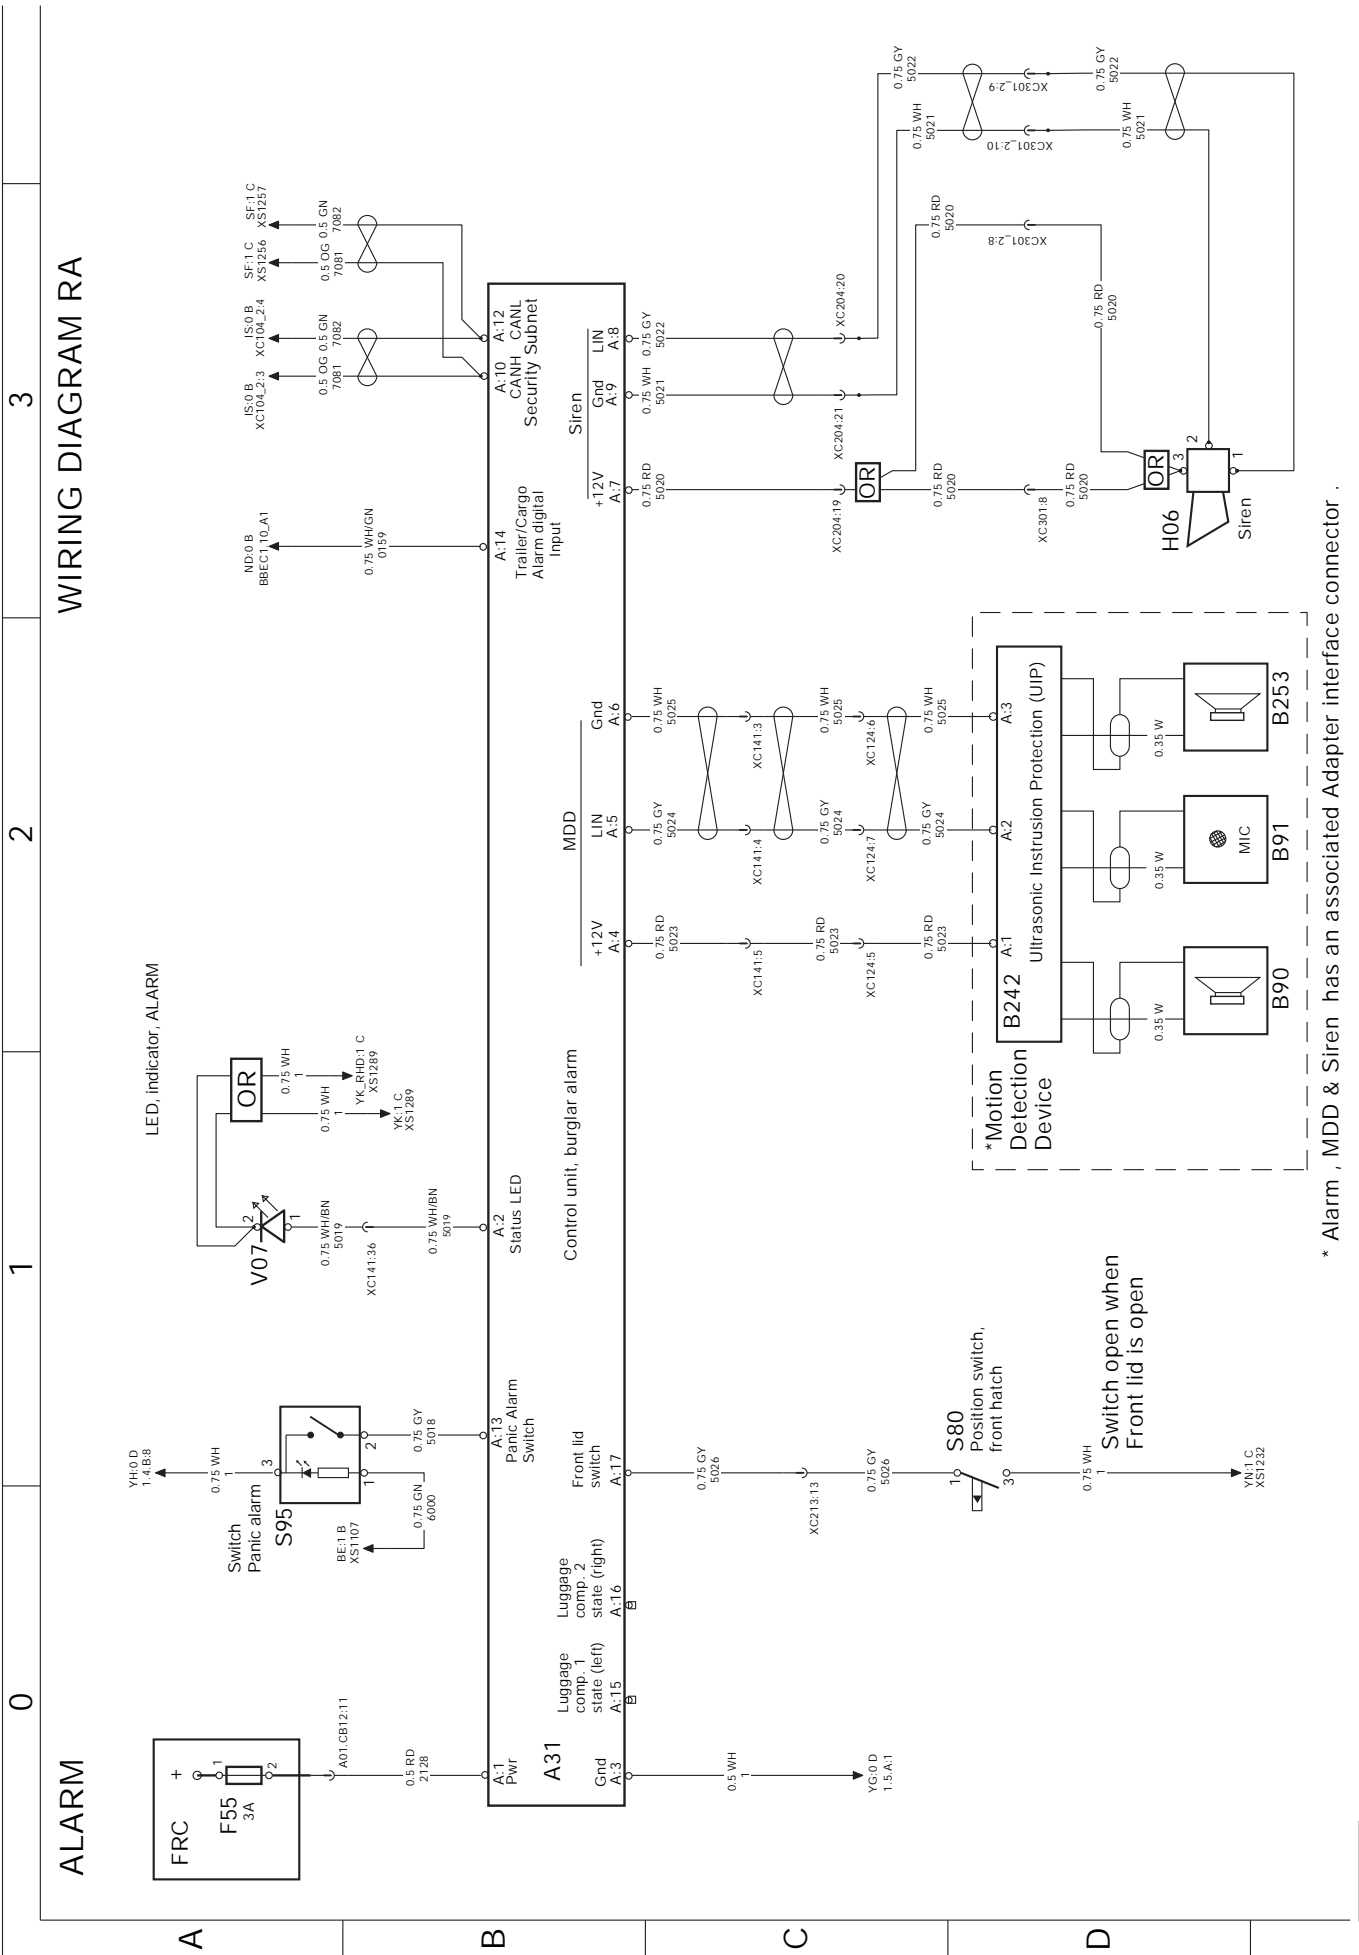 0
1
2
3
A
B
C
D
ALARM
WIRING DIAGRAM RA
FRC
+
1
F55
3A
2
A01.CB12:11
0.5 RD
2128
A:1
Pwr
YH:0 D
1.4.B:8
0.75 WH
1
3
Switch
Panic alarm
S95
1
2
BE:1 B
XS1107
0.75 GN
6000
0.75 GY
5018
A:13
Panic Alarm
Switch
LED, indicator, ALARM
OR
0.75 WH
1
YK_RHD:1 C
XS1289
0.75 WH
1
YK:1 C
XS1289
V07
2
1
0.75 WH/BN
5019
XC141:36
0.75 WH/BN
5019
A:2
Status LED
ND:0 B
BBEC1.10_A1
0.75 WH/GN
0159
A:14
Trailer/Cargo
Alarm digital
Input
IS:0 B
XC104_2:3
0.5 OG
7081
IS:0 B
XC104_2:4
0.5 GN
7082
SF:1 C
XS1256
0.5 OG
7081
SF:1 C
XS1257
0.5 GN
7082
A:10
CANH
A:12
CANL
Security Subnet
A31
Control unit, burglar alarm
Gnd
A:3
Luggage
comp. 1
state (left)
A:15
Luggage
comp. 2
state (right)
A:16
Front lid
switch
A:17
MDD
+12V
A:4
LIN
A:5
Gnd
A:6
Siren
+12V
A:7
Gnd
A:9
LIN
A:8
0.5 WH
1
YG:0 D
1.5.A:1
0.75 GY
5026
XC213:13
0.75 GY
5026
S80
Position switch,
front hatch
1
3
0.75 WH
1
Switch open when
Front lid is open
YN:1 C
XS1232
0.75 RD
5023
XC141:5
0.75 RD
5023
XC124:5
0.75 RD
5023
0.75 GY
5024
XC141:4
0.75 GY
5024
XC124:7
0.75 GY
5024
0.75 WH
5025
XC141:3
0.75 WH
5025
XC124:6
0.75 WH
5025
B242
A:1
A:2
A:3
Ultrasonic Instrusion Protection (UIP)
*Motion
Detection
Device
0.35 W
0.35 W
0.35 W
MIC
B90
B91
B253
0.75 RD
5020
XC204:19
OR
0.75 RD
5020
XC301:8
0.75 RD
5020
0.75 WH
5021
XC204:21
0.75 GY
5022
XC204:20
0.75 RD
5020
XC301_2:8
0.75 RD
5020
0.75 WH
5021
XC301_2:10
0.75 WH
5021
0.75 GY
5022
XC301_2:9
0.75 GY
5022
OR
3
2
1
H06
Siren
* Alarm , MDD & Siren has an associated Adapter interface connector .